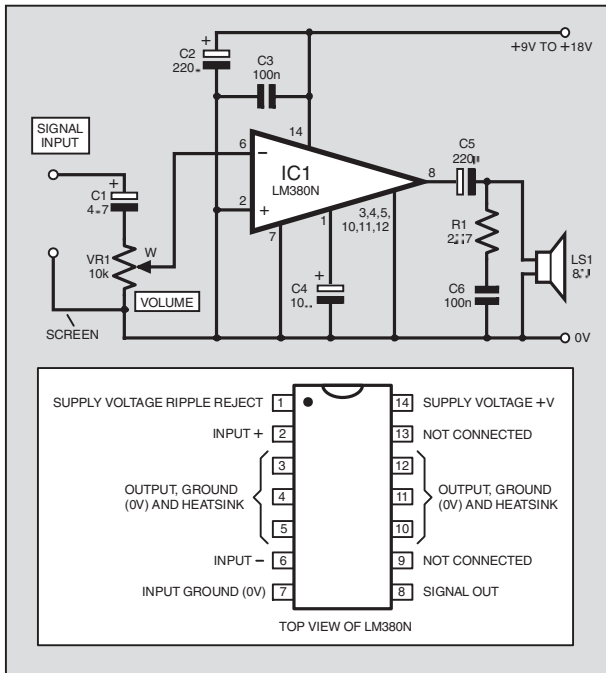 C2
220
+
C3
100n
+9V TO +18V
SIGNAL
INPUT
C1
+
VR1
10k
W
VOLUME
SCREEN
6
−
2
+
14
IC1
LM380N
7
1
3,4,5,
10,11,12
8
C4
+
C5
+
R1
C6
100n
LS1
0V
SUPPLY VOLTAGE RIPPLE REJECT 1
INPUT + 2
3
OUTPUT, GROUND
(0V) AND HEATSINK
4
5
INPUT − 6
INPUT GROUND (0V) 7
14 SUPPLY VOLTAGE +V
13 NOT CONNECTED
12
11
OUTPUT, GROUND
(0V) AND HEATSINK
10
9 NOT CONNECTED
8 SIGNAL OUT
TOP VIEW OF LM380N